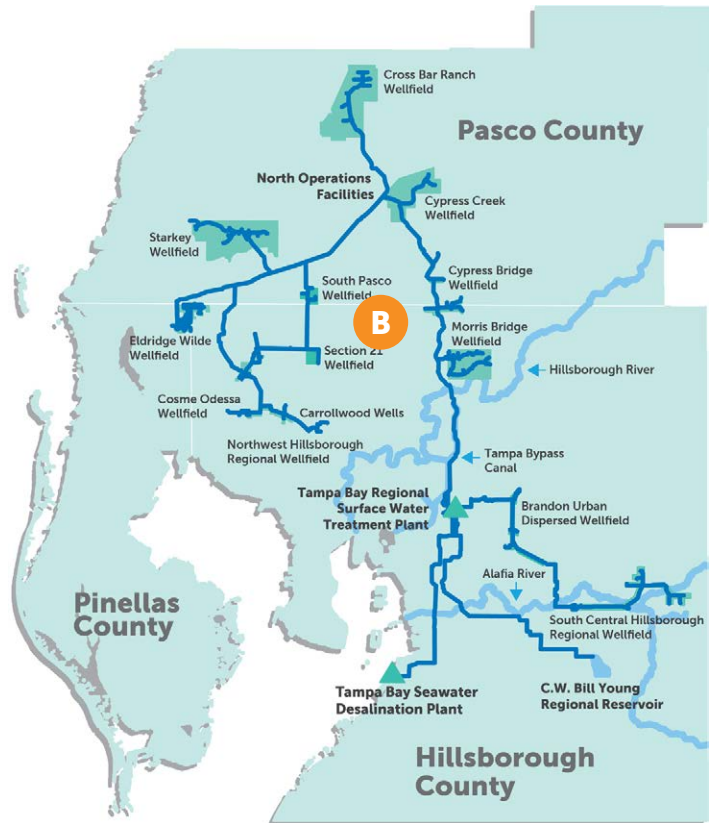 Cross Bar Ranch
Wellfield
Pasco County
North Operations
Facilities
Cypress Creek
Wellfield
Starkey
Wellfield
Cypress Bridge
Wellfield
South Pasco
Wellfield
B
Morris Bridge
Wellfield
Eldridge Wilde
Wellfield
Section 21
Wellfield
Hillsborough River
Cosme Odessa
Wellfield
Carrollwood Wells
Northwest Hillsborough
Regional Wellfield
Tampa Bypass
Canal
Tampa Bay Regional
Surface Water
Treatment Plant
Brandon Urban
Dispersed Wellfield
Alafia River
Pinellas
County
South Central Hillsborough
Regional Wellfield
Tampa Bay Seawater
Desalination Plant
C.W. Bill Young
Regional Reservoir
Hillsborough
County